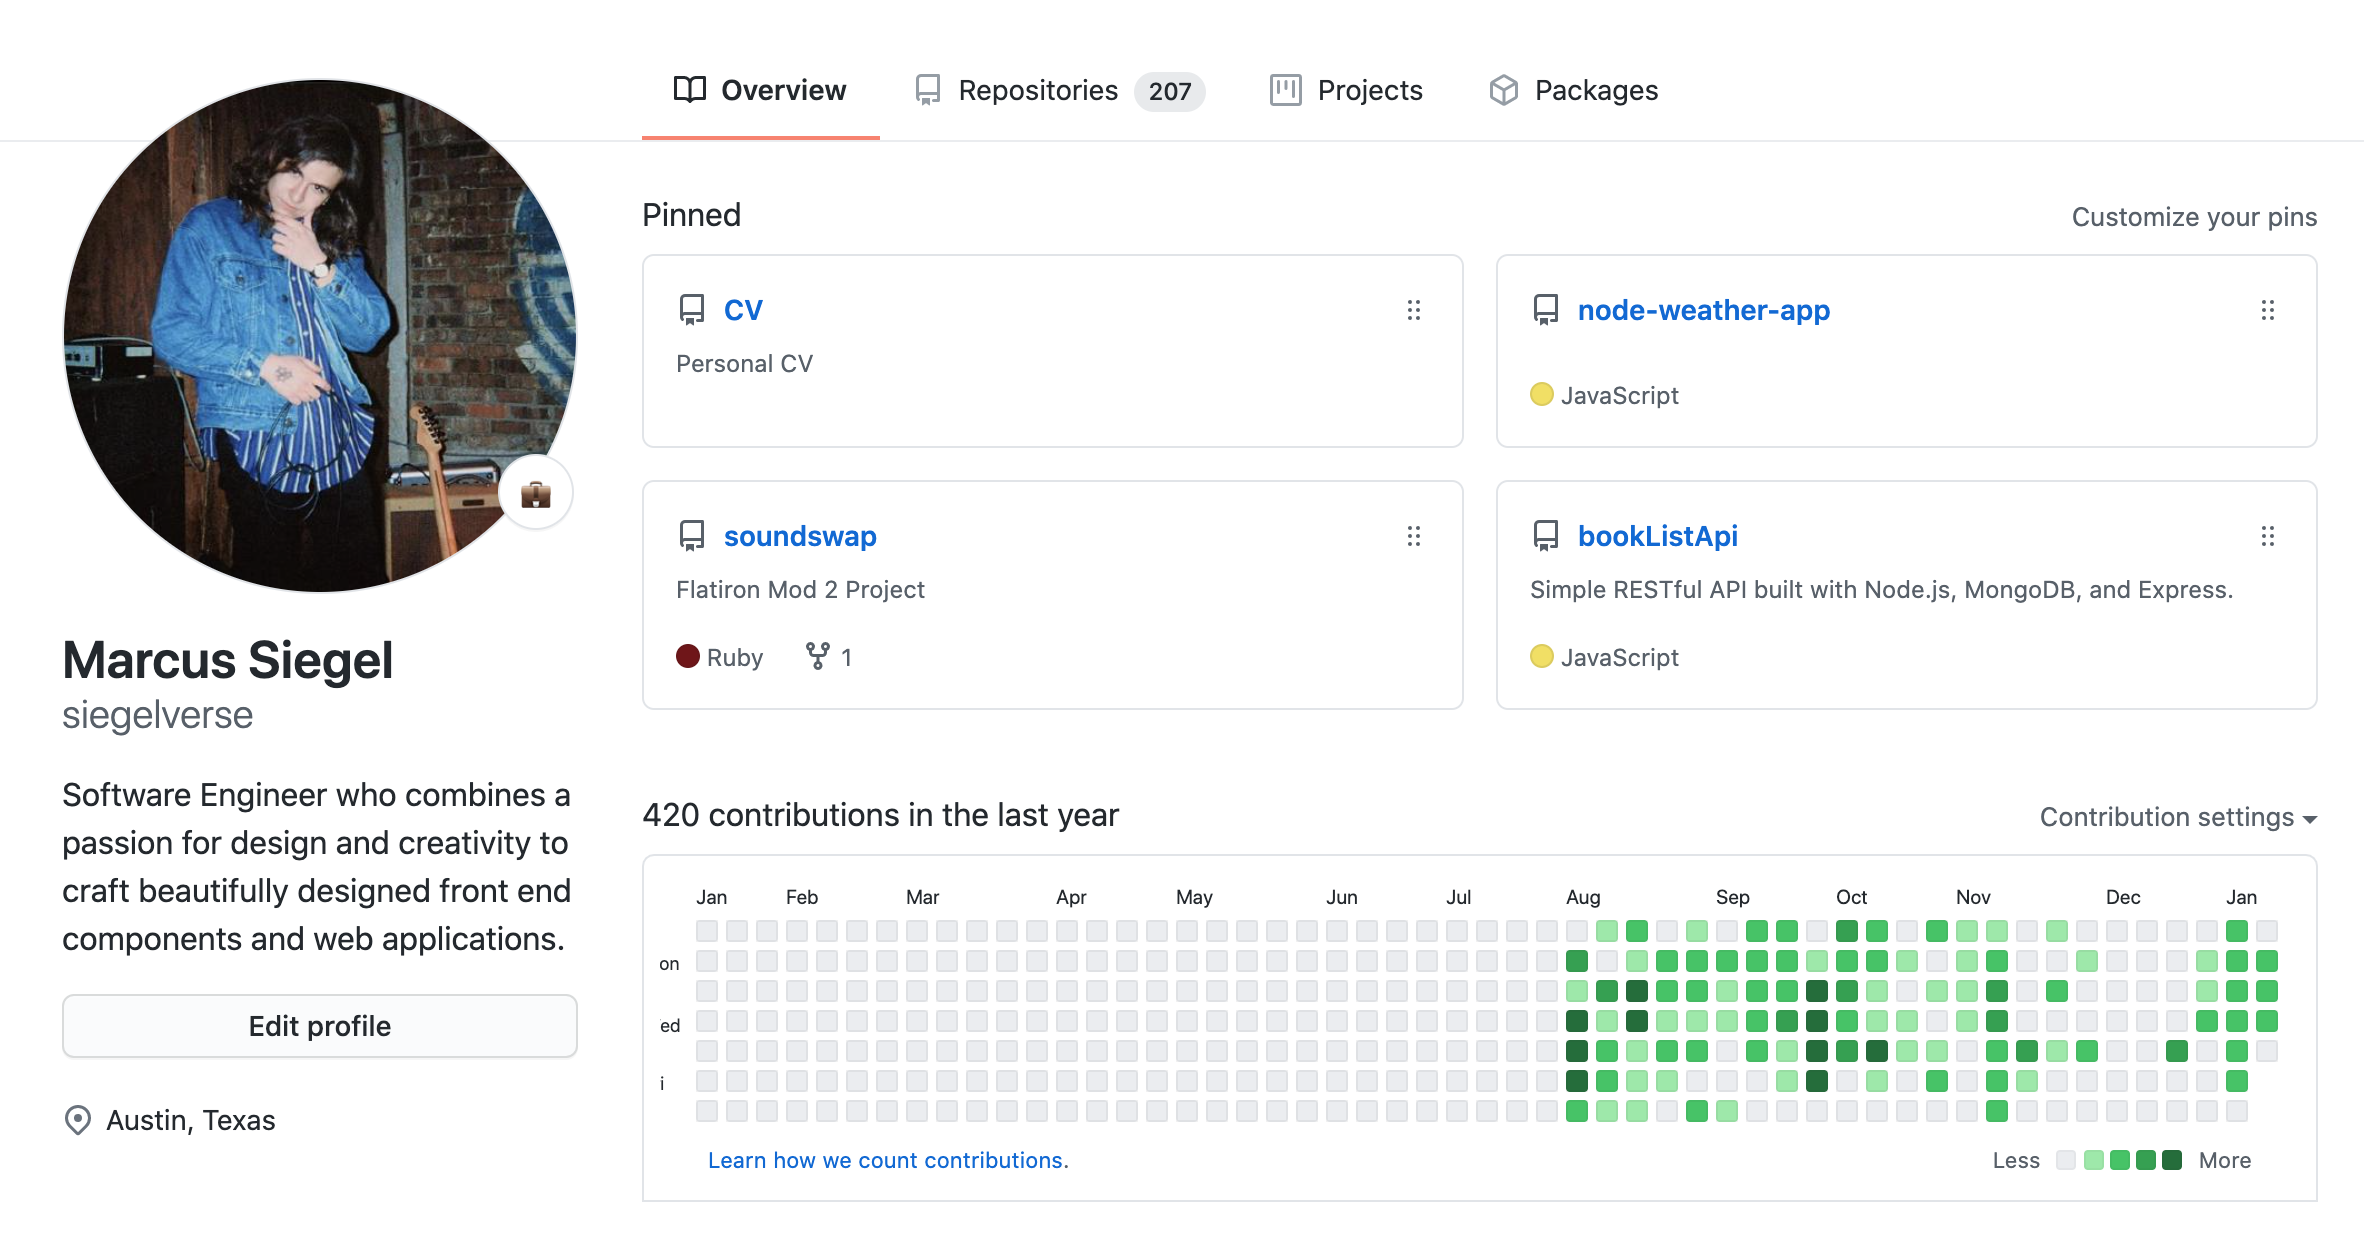 Overview Repositories 207 Projects Packages
Pinned
Customize your pins
CV
Personal CV
node-weather-app
JavaScript
soundswap
Flatiron Mod 2 Project
Ruby 1
bookListApi
Simple RESTful API built with Node.js, MongoDB, and Express.
JavaScript
Marcus Siegel
siegelverse
Software Engineer who combines a
passion for design and creativity to
craft beautifully designed front end
components and web applications.
Edit profile
Austin, Texas
420 contributions in the last year
Contribution settings
Jan Feb Mar Apr May Jun Jul Aug Sep Oct Nov Dec Jan
on
ed
i
Learn how we count contributions.
Less More